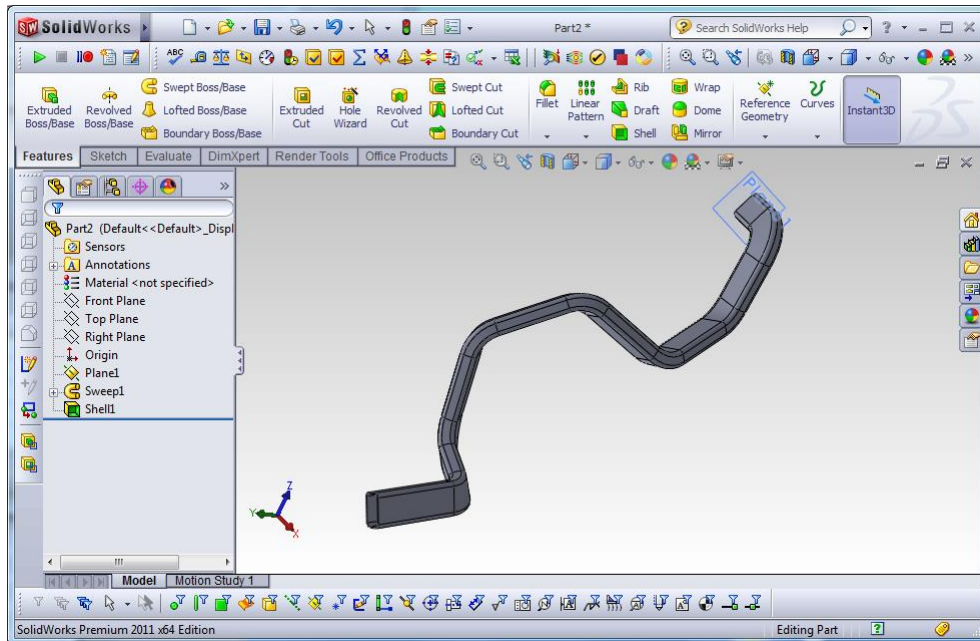 SolidWorks
Part2 *
Search SolidWorks Help
Extruded Boss/Base
Revolved Boss/Base
Swept Boss/Base
Lofted Boss/Base
Boundary Boss/Base
Extruded Cut
Hole Wizard
Revolved Cut
Swept Cut
Lofted Cut
Boundary Cut
Fillet
Linear Pattern
Rib
Draft
Shell
Wrap
Dome
Mirror
Reference Geometry
Curves
Instant3D
Features Sketch Evaluate DimXpert Render Tools Office Products
Part2 (Default<<Default>_Displ
Sensors
Annotations
Material <not specified>
Front Plane
Top Plane
Right Plane
Origin
Plane1
Sweep1
Shell1
Z
Y
X
Model Motion Study 1
SolidWorks Premium 2011 x64 Edition
Editing Part